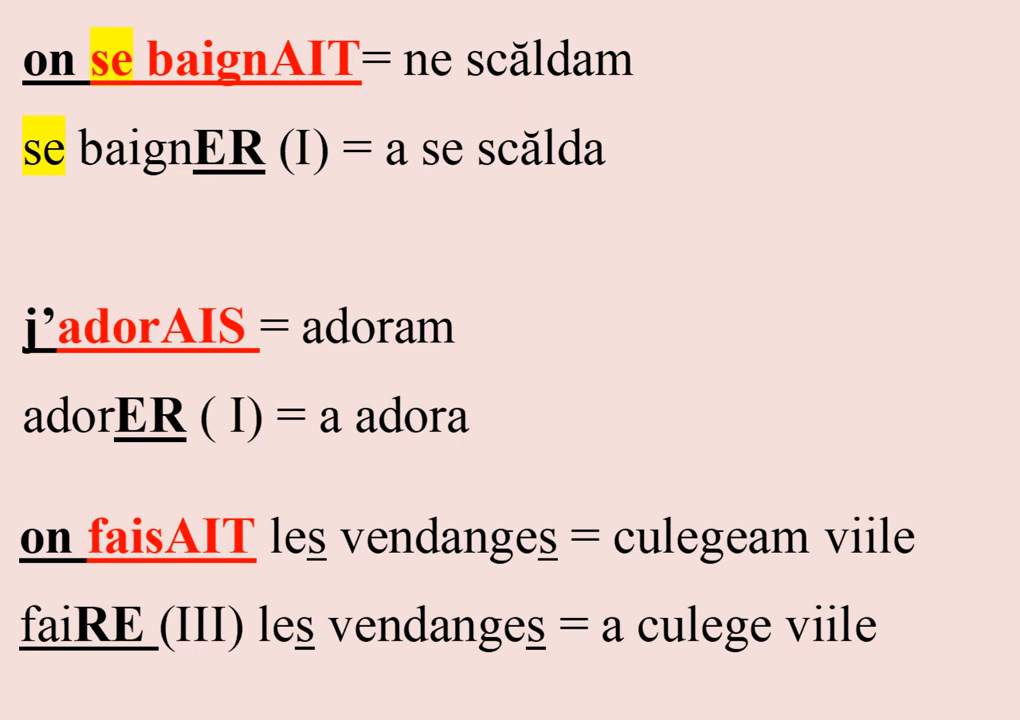 on se baignAIT= ne scăldam
se baignER (I) = a se scălda
j’adorAIS = adoram
adorER ( I) = a adora
on faisAIT les vendanges = culegeam viile
faiRE (III) les vendanges = a culege viile